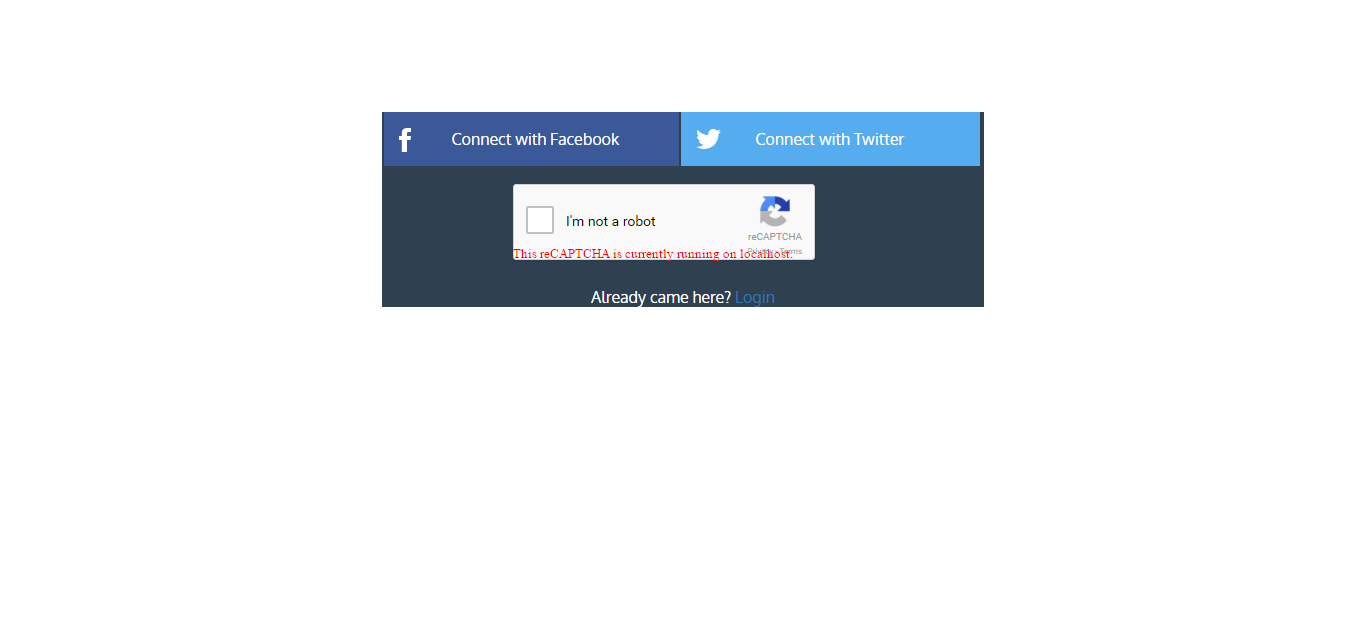 Connect with Facebook
Connect with Twitter
I'm not a robot
reCAPTCHA
Privacy - Terms
This reCAPTCHA is currently running on localhost.
Already came here? Login